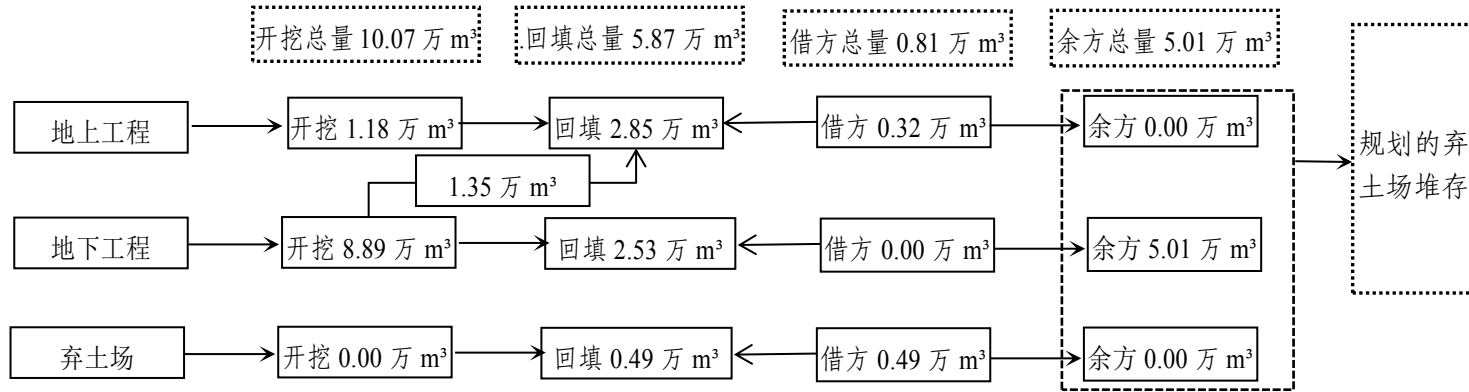 开挖总量 10.07 万 m³
.回填总量 5.87 万 m³
借方总量 0.81 万 m³
余方总量 5.01 万 m³
地上工程
开挖 1.18 万 m³
回填 2.85 万 m³
借方 0.32 万 m³
余方 0.00 万 m³
规划的弃
土场堆存
1.35 万 m³
地下工程
开挖 8.89 万 m³
回填 2.53 万 m³
借方 0.00 万 m³
余方 5.01 万 m³
弃土场
开挖 0.00 万 m³
回填 0.49 万 m³
借方 0.49 万 m³
余方 0.00 万 m³